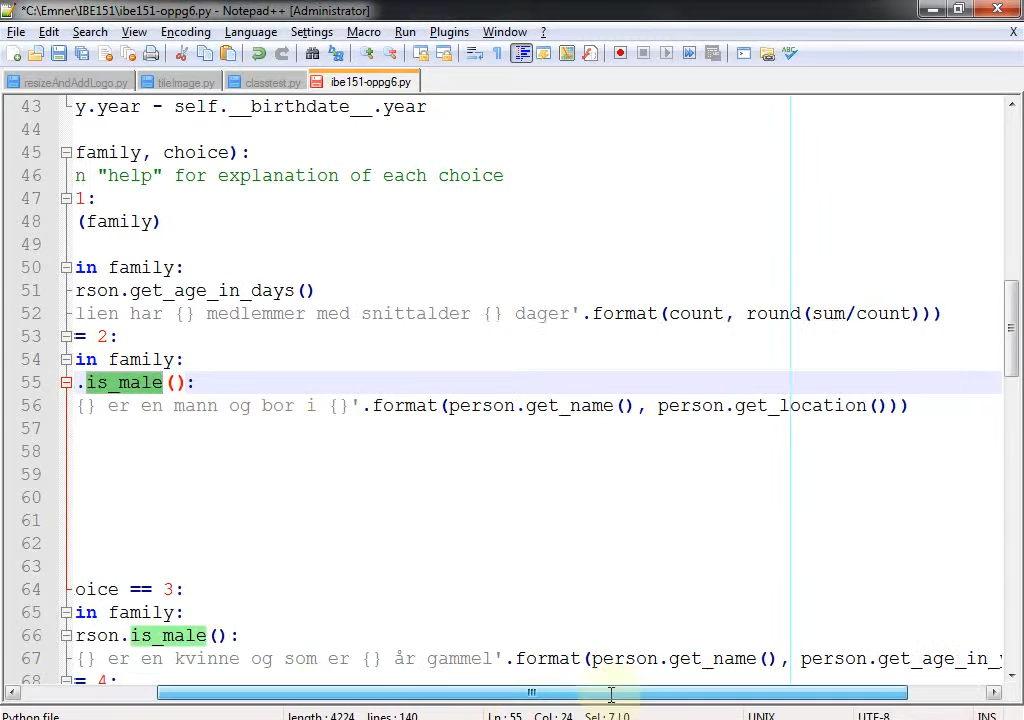 *C:\Emner\IBE151\ibe151-oppg6.py - Notepad++ [Administrator]
File Edit Search View Encoding Language Settings Macro Run Plugins Window ? X
resizeAndAddLogo.py tileImage.py classtest.py ibe151-oppg6.py
43 y.year - self.__birthdate__.year
44
45 family, choice):
46 n "help" for explanation of each choice
47 1:
48 (family)
49
50 in family:
51 rson.get_age_in_days()
52 lien har {} medlemmer med snittalder {} dager'.format(count, round(sum/count)))
53 = 2:
54 in family:
55 .is_male():
56 {} er en mann og bor i {}'.format(person.get_name(), person.get_location()))
57
58
59
60
61
62
63
64 oice == 3:
65 in family:
66 rson.is_male():
67 {} er en kvinne og som er {} år gammel'.format(person.get_name(), person.get_age_in_
68 = 4:
Python file length : 4224 lines : 140 Ln : 55 Col : 24 Sel : 7 | 0 UNIX UTF-8 INS